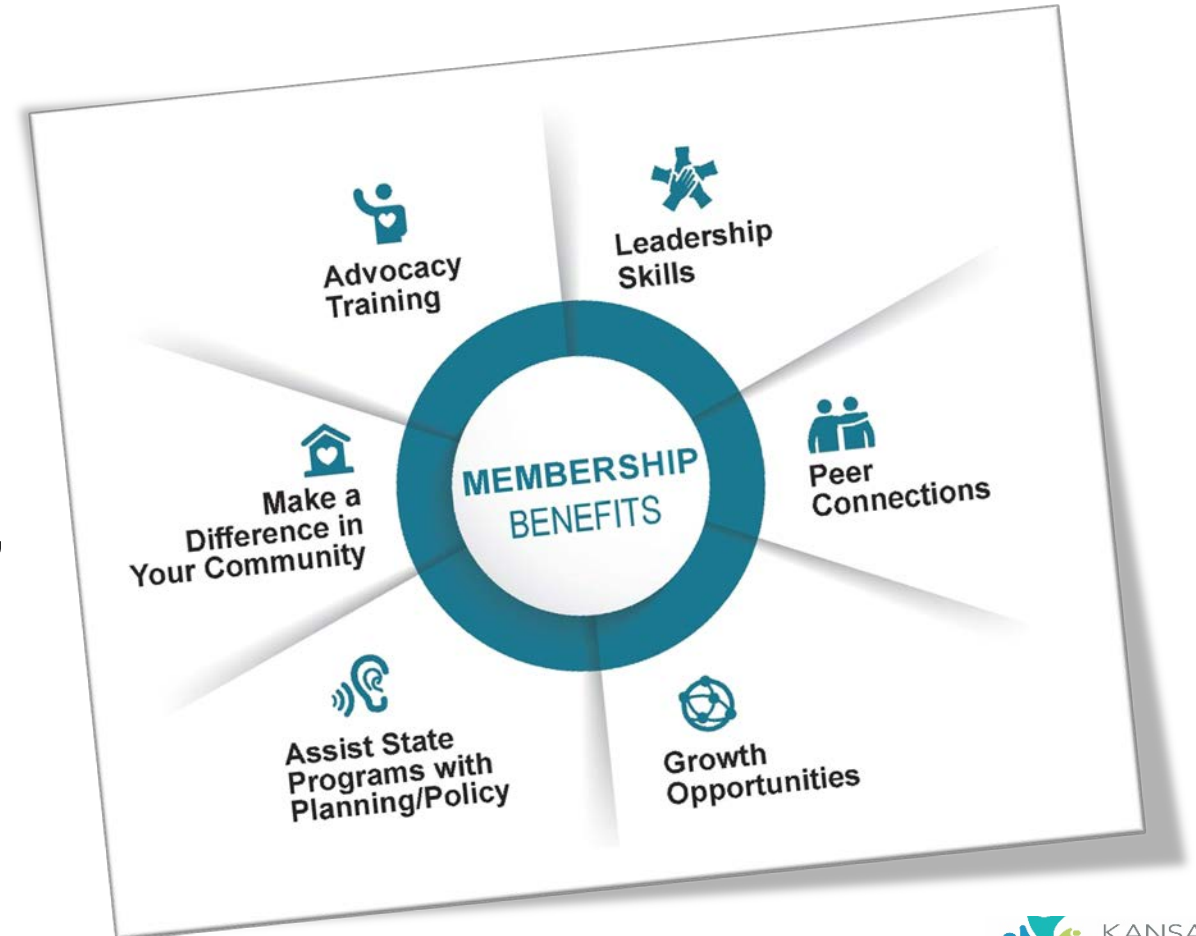 Advocacy
Training
Leadership
Skills
Make a
Difference in
Your Community
MEMBERSHIP
BENEFITS
Peer
Connections
Assist State
Programs with
Planning/Policy
Growth
Opportunities